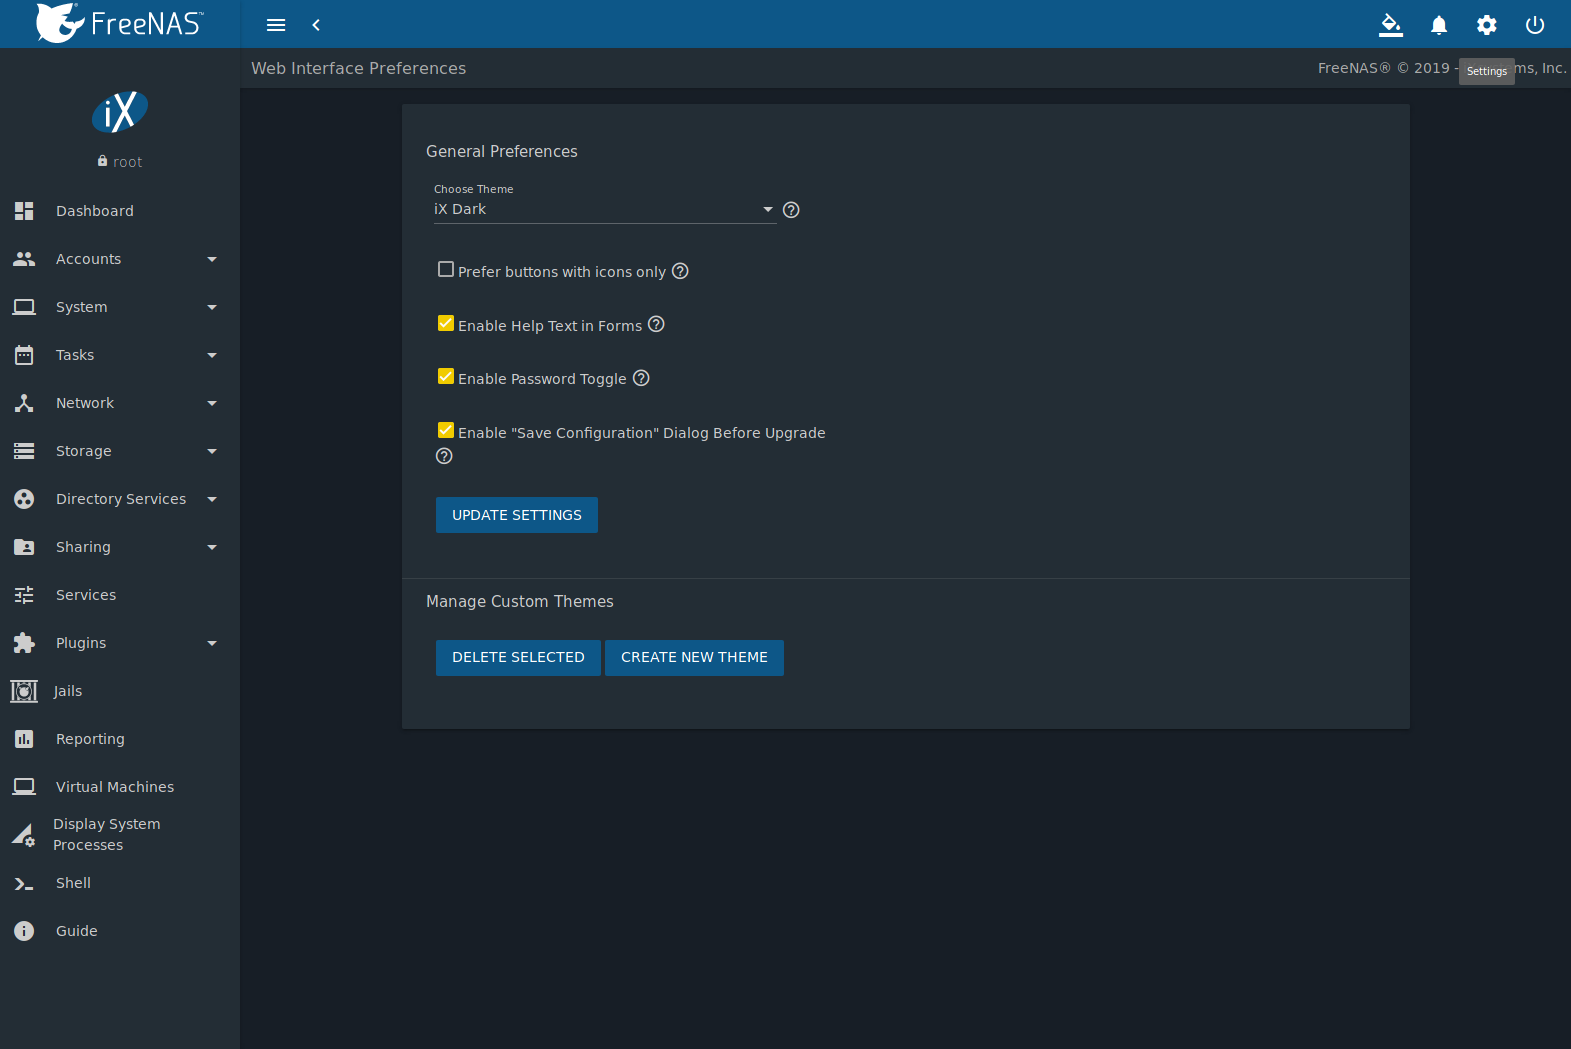 FreeNAS™
Web Interface Preferences
FreeNAS® © 2019 - ms, Inc.
Settings
iX
root
Dashboard
Accounts
System
Tasks
Network
Storage
Directory Services
Sharing
Services
Plugins
Jails
Reporting
Virtual Machines
Display System
Processes
Shell
Guide
General Preferences
Choose Theme
iX Dark
Prefer buttons with icons only
Enable Help Text in Forms
Enable Password Toggle
Enable "Save Configuration" Dialog Before Upgrade
UPDATE SETTINGS
Manage Custom Themes
DELETE SELECTED
CREATE NEW THEME